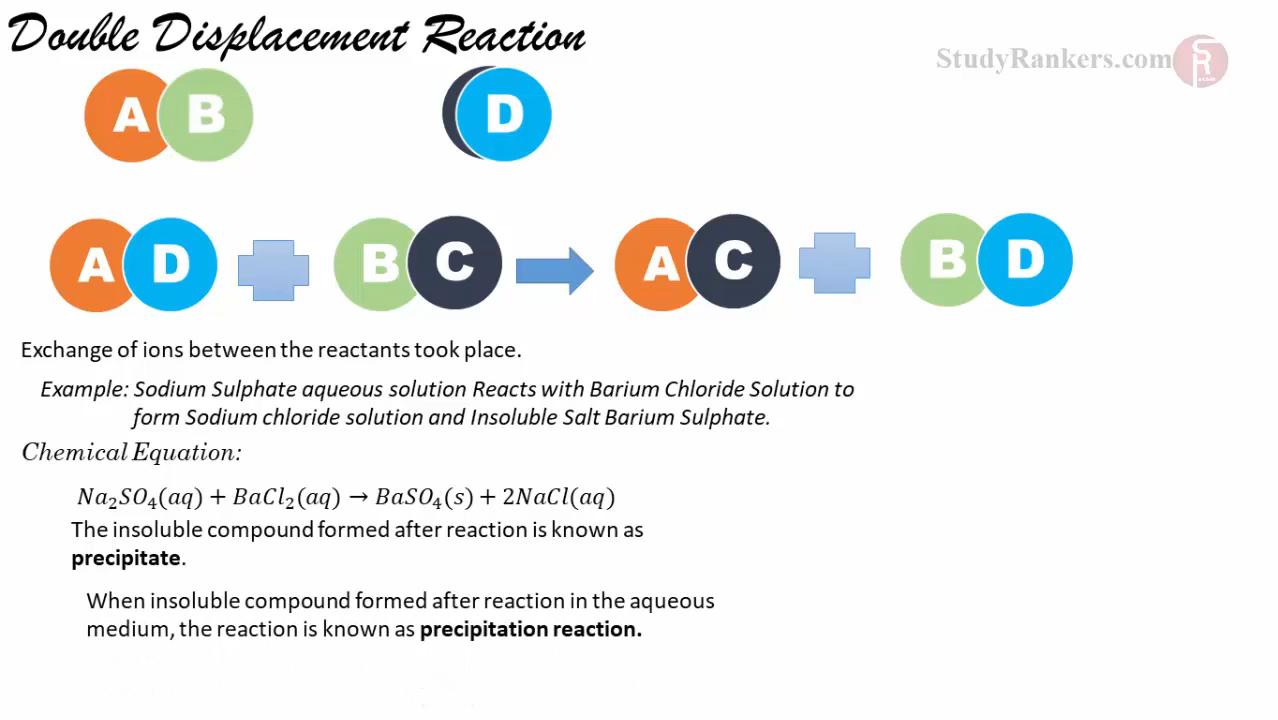 Double Displacement Reaction
StudyRankers.com
A B D
A D B C A C B D
Exchange of ions between the reactants took place.
Example: Sodium Sulphate aqueous solution Reacts with Barium Chloride Solution to
form Sodium chloride solution and Insoluble Salt Barium Sulphate.
Chemical Equation:
Na₂SO₄(aq) + BaCl₂(aq) → BaSO₄(s) + 2NaCl(aq)
The insoluble compound formed after reaction is known as
precipitate.
When insoluble compound formed after reaction in the aqueous
medium, the reaction is known as precipitation reaction.